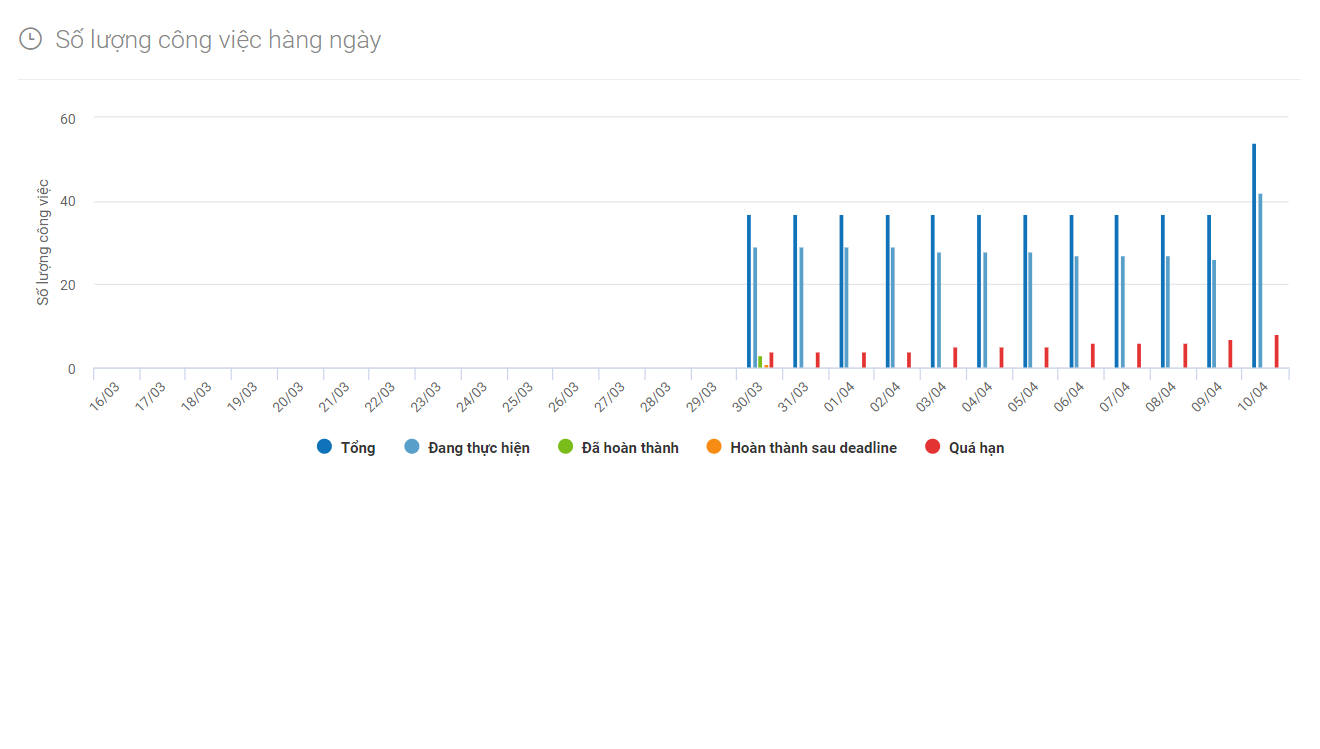 Số lượng công việc hàng ngày
Số lượng công việc
60
40
20
0
16/03 17/03 18/03 19/03 20/03 21/03 22/03 23/03 24/03 25/03 26/03 27/03 28/03 29/03 30/03 31/03 01/04 02/04 03/04 04/04 05/04 06/04 07/04 08/04 09/04 10/04
Tổng Đang thực hiện Đã hoàn thành Hoàn thành sau deadline Quá hạn